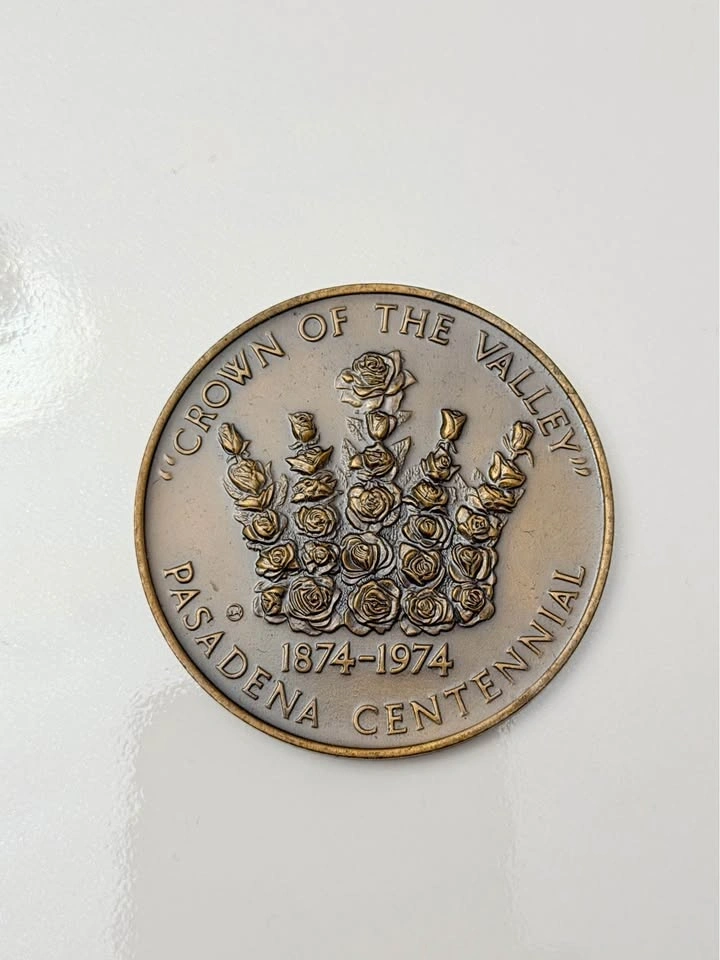 "CROWN OF THE VALLEY"
1874-1974
PASADENA CENTENNIAL